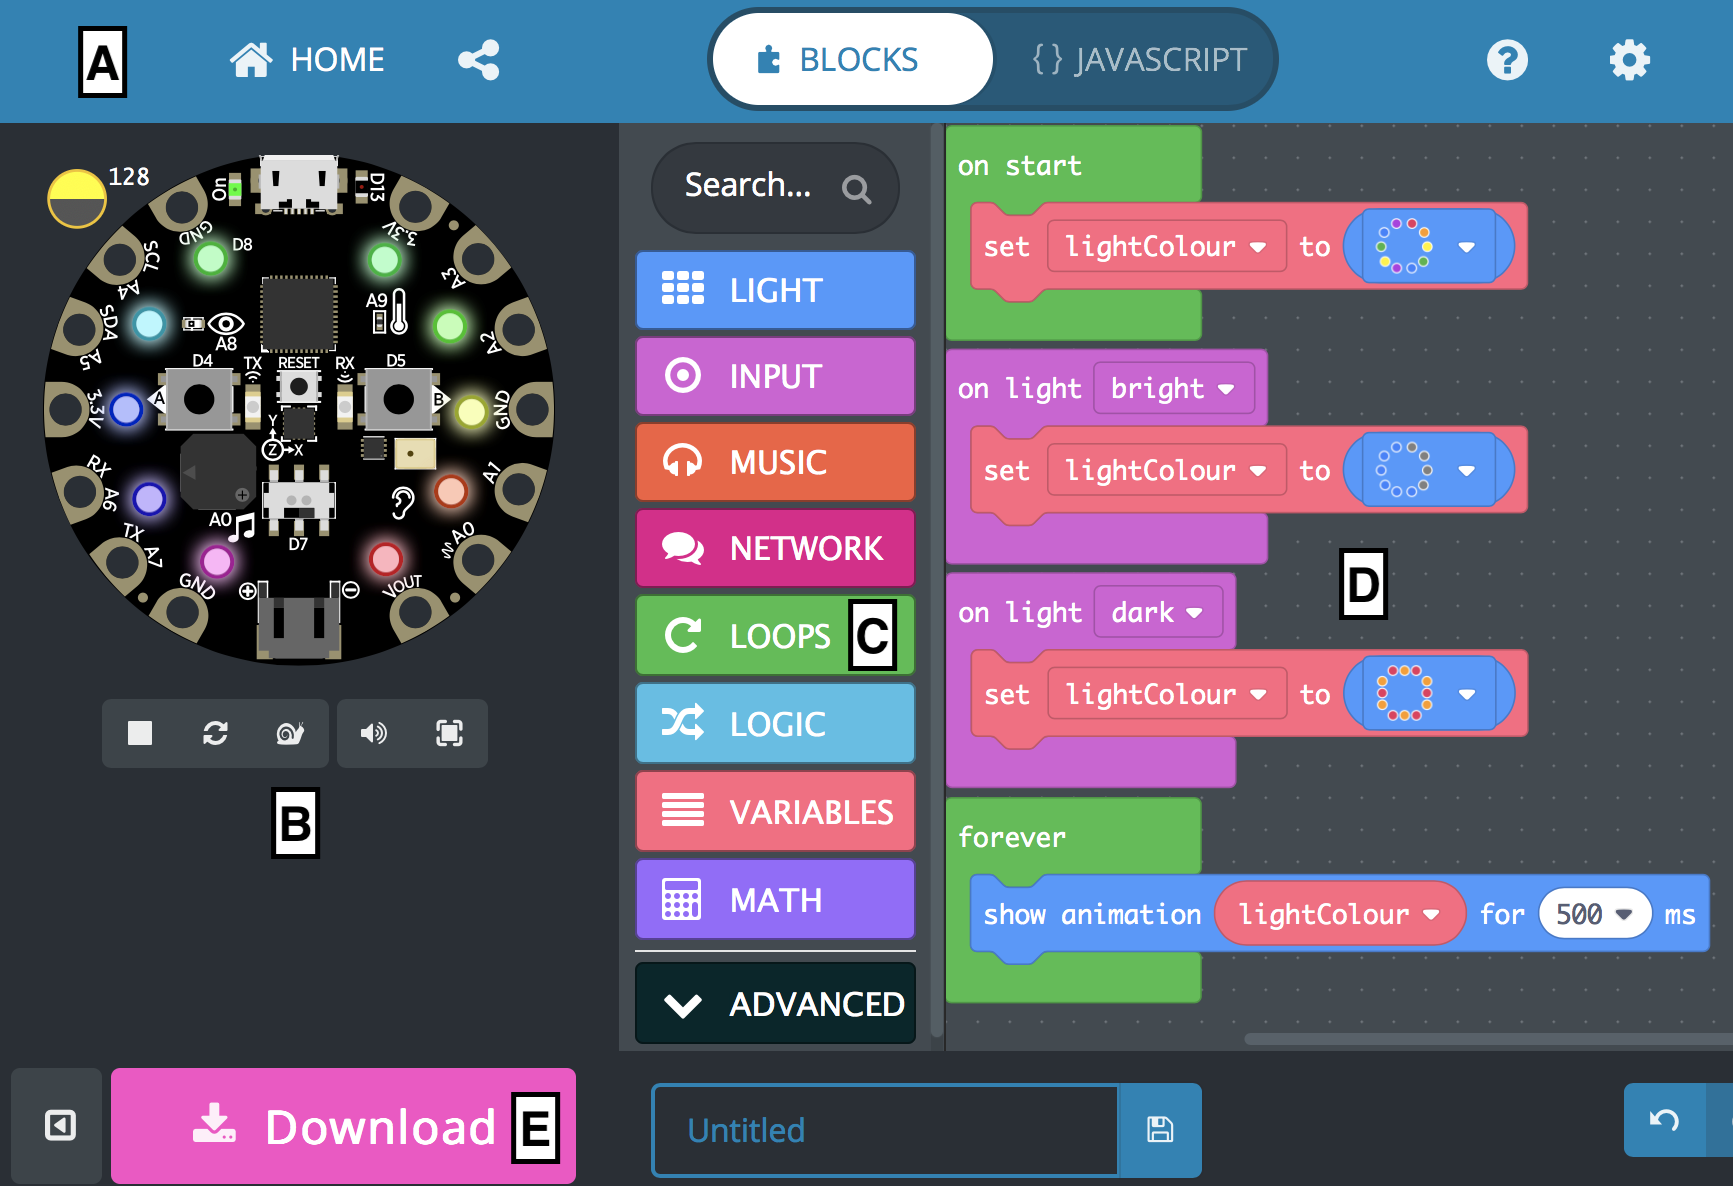 A
HOME
BLOCKS
{ } JAVASCRIPT
?
128
On
D13
GND
D8
3.3V
SCL
A4
A3
SDA
A5
A9
A8
A2
D4
TX
RESET
RX
D5
3.3V
A
B
GND
Y
Z
X
RX
A6
A1
A0
D7
TX
A7
A0
GND
VOUT
B
Search...
LIGHT
INPUT
MUSIC
NETWORK
LOOPS
C
LOGIC
VARIABLES
MATH
ADVANCED
on start
set lightColour to
on light bright
set lightColour to
D
on light dark
set lightColour to
forever
show animation lightColour for 500 ms
Download
E
Untitled